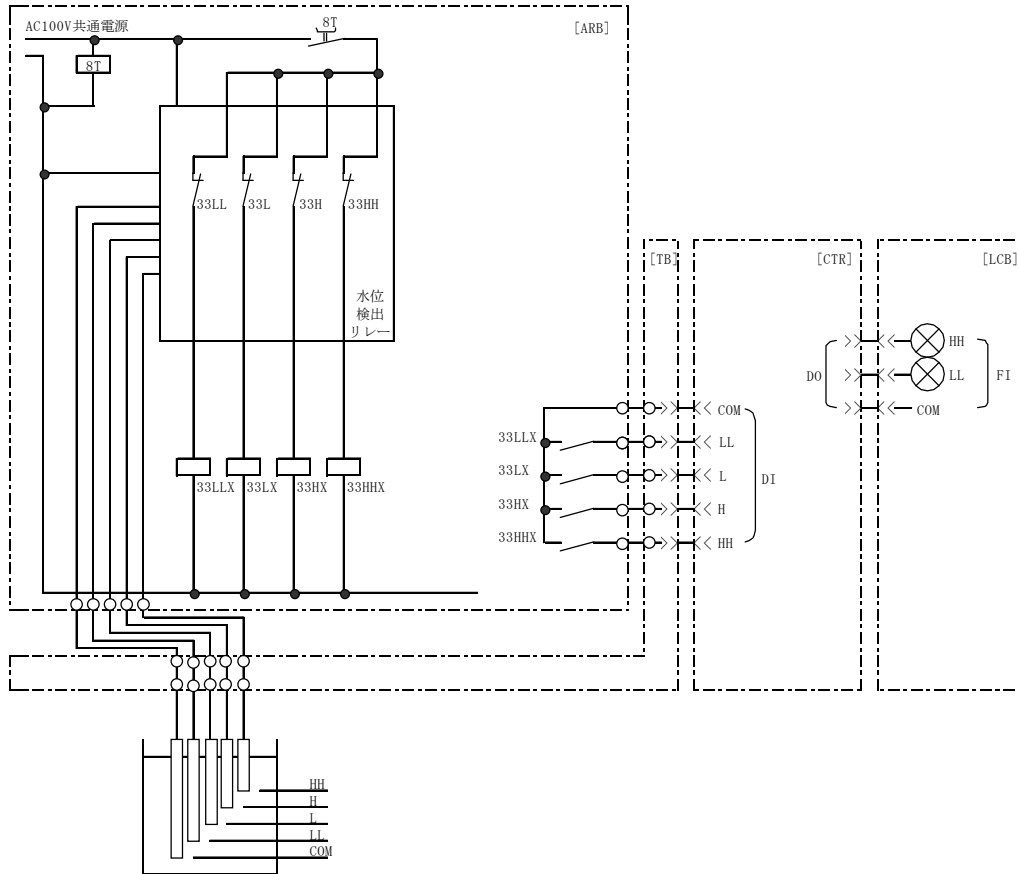 AC100V共通電源
8T
[ARB]
8T
33LL
33L
33H
33HH
[TB]
[CTR]
[LCB]
水位
検出
リレー
HH
DO
LL
FI
COM
COM
33LLX
LL
33LX
L
DI
33LLX
33LX
33HX
33HHX
33HX
H
33HHX
HH
HH
H
L
LL
COM